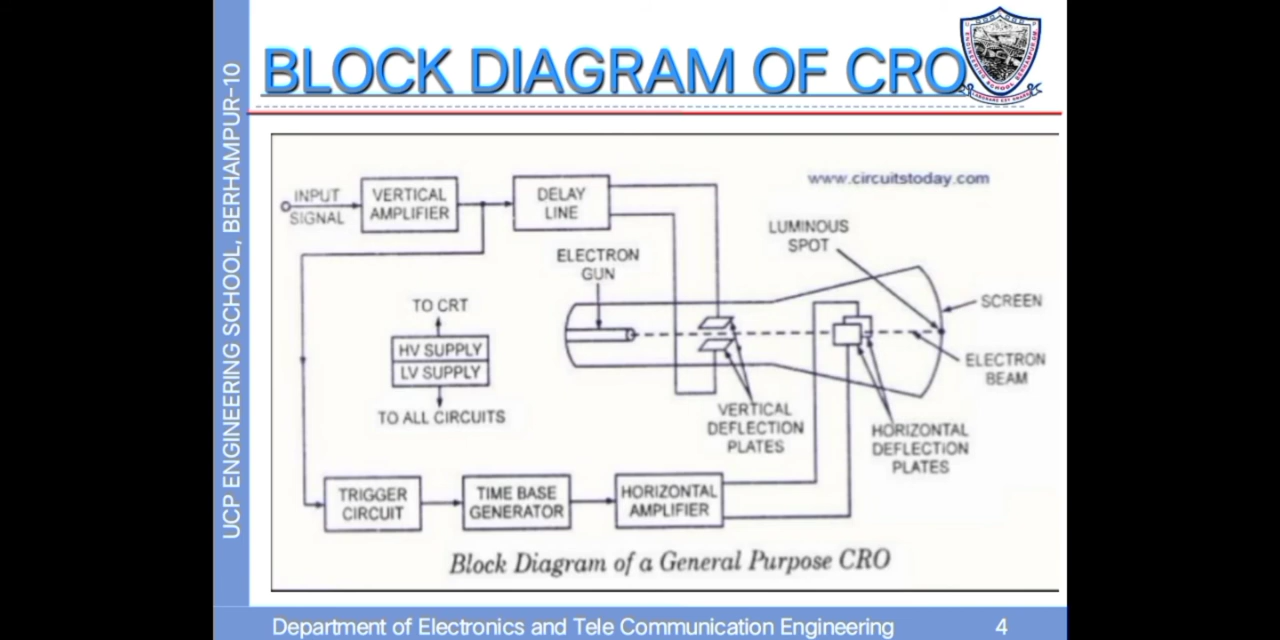 BLOCK DIAGRAM OF CRO
UCP ENGINEERING SCHOOL, BERHAMPUR-10
www.circuitstoday.com
INPUT
SIGNAL
VERTICAL
AMPLIFIER
DELAY
LINE
LUMINOUS
SPOT
ELECTRON
GUN
SCREEN
TO CRT
HV SUPPLY
LV SUPPLY
TO ALL CIRCUITS
ELECTRON
BEAM
VERTICAL
DEFLECTION
PLATES
HORIZONTAL
DEFLECTION
PLATES
TRIGGER
CIRCUIT
TIME BASE
GENERATOR
HORIZONTAL
AMPLIFIER
Block Diagram of a General Purpose CRO
Department of Electronics and Tele Communication Engineering
4